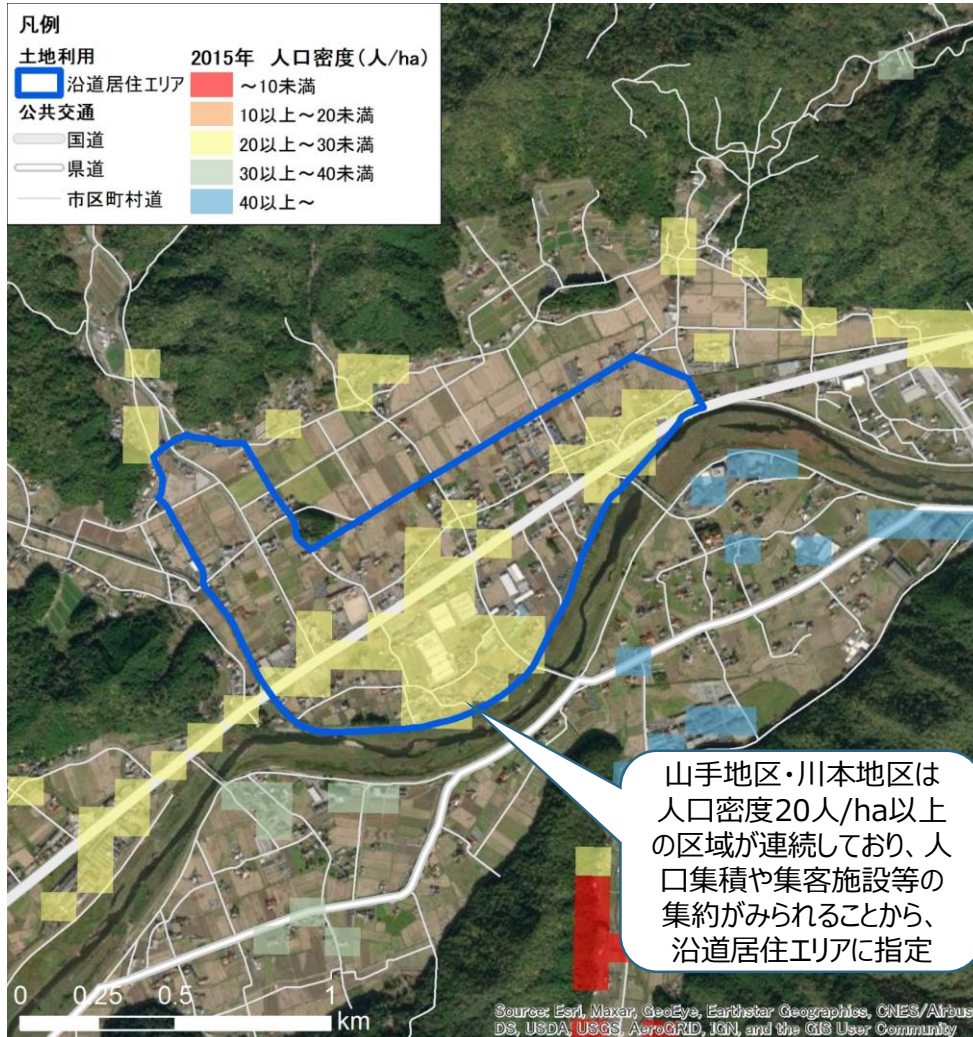 凡例
土地利用
沿道居住エリア
公共交通
国道
県道
市区町村道
2015年 人口密度(人/ha)
~10未満
10以上~20未満
20以上~30未満
30以上~40未満
40以上~
山手地区・川本地区は
人口密度20人/ha以上
の区域が連続しており、人
口集積や集客施設等の
集約がみられることから、
沿道居住エリアに指定
0 0.25 0.5 1
km
Source: Esri, Maxar, GeoEye, Earthstar Geographics, CNES/Airbus
DS, USDA, USGS, AeroGRID, IGN, and the GIS User Community